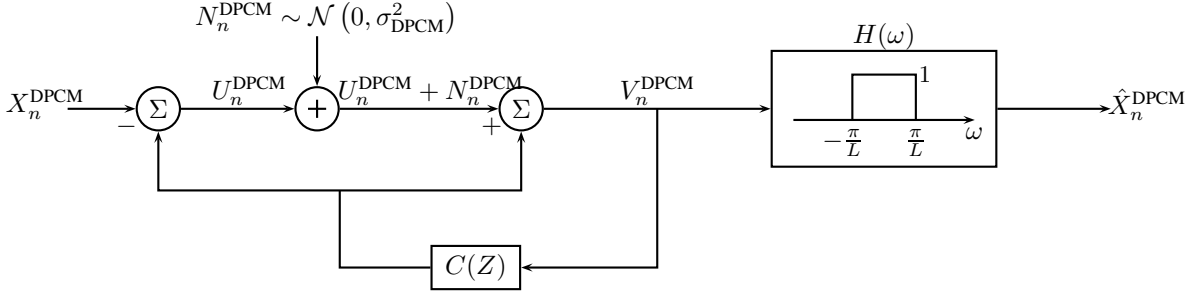 N_n^DPCM ∼ 𝒩 (0, σ²_DPCM)
H(ω)
1
X_n^DPCM
−
Σ
U_n^DPCM
+
U_n^DPCM + N_n^DPCM
+
Σ
V_n^DPCM
X̂_n^DPCM
−π/L
π/L
ω
C(Z)